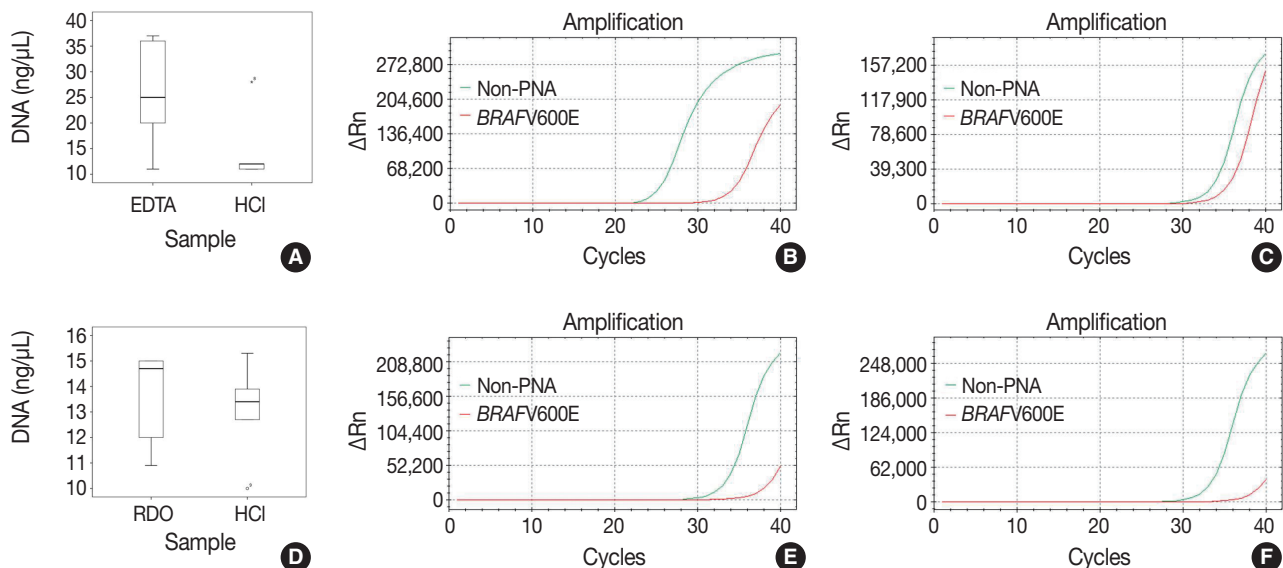 DNA (ng/μL)
40
35
30
25
20
15
10
EDTA
HCl
Sample
A
Amplification
ΔRn
272,800
204,600
136,400
68,200
0
Non-PNA
BRAFV600E
0
10
20
30
40
Cycles
B
Amplification
ΔRn
157,200
117,900
78,600
39,300
0
Non-PNA
BRAFV600E
0
10
20
30
40
Cycles
C
DNA (ng/μL)
16
15
14
13
12
11
10
RDO
HCl
Sample
D
Amplification
ΔRn
208,800
156,600
104,400
52,200
0
Non-PNA
BRAFV600E
0
10
20
30
40
Cycles
E
Amplification
ΔRn
248,000
186,000
124,000
62,000
0
Non-PNA
BRAFV600E
0
10
20
30
40
Cycles
F